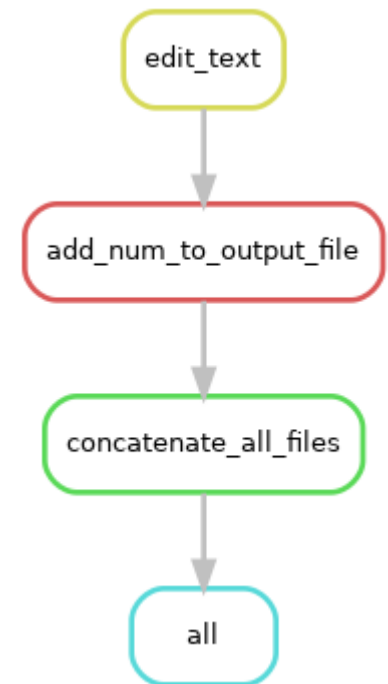 edit_text
add_num_to_output_file
concatenate_all_files
all